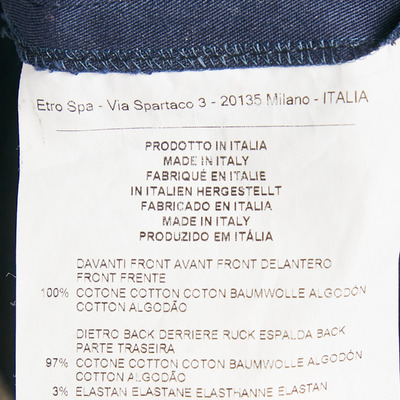 Etro Spa - Via Spartaco 3 - 20135 Milano - ITALIA
PRODOTTO IN ITALIA
MADE IN ITALY
FABRIQUÉ EN ITALIE
IN ITALIEN HERGESTELLT
FABRICADO EN ITALIA
MADE IN ITALY
PRODUZIDO EM ITÁLIA
DAVANTI FRONT AVANT FRONT DELANTERO
FRONT FRENTE
100% COTONE COTTON COTON BAUMWOLLE ALGODÓN
COTTON ALGODÃO
DIETRO BACK DERRIERE RUCK ESPALDA BACK
PARTE TRASEIRA
97% COTONE COTTON COTON BAUMWOLLE ALGODÓN
COTTON ALGODÃO
3% ELASTAN ELASTANE ELASTHANNE ELASTAN